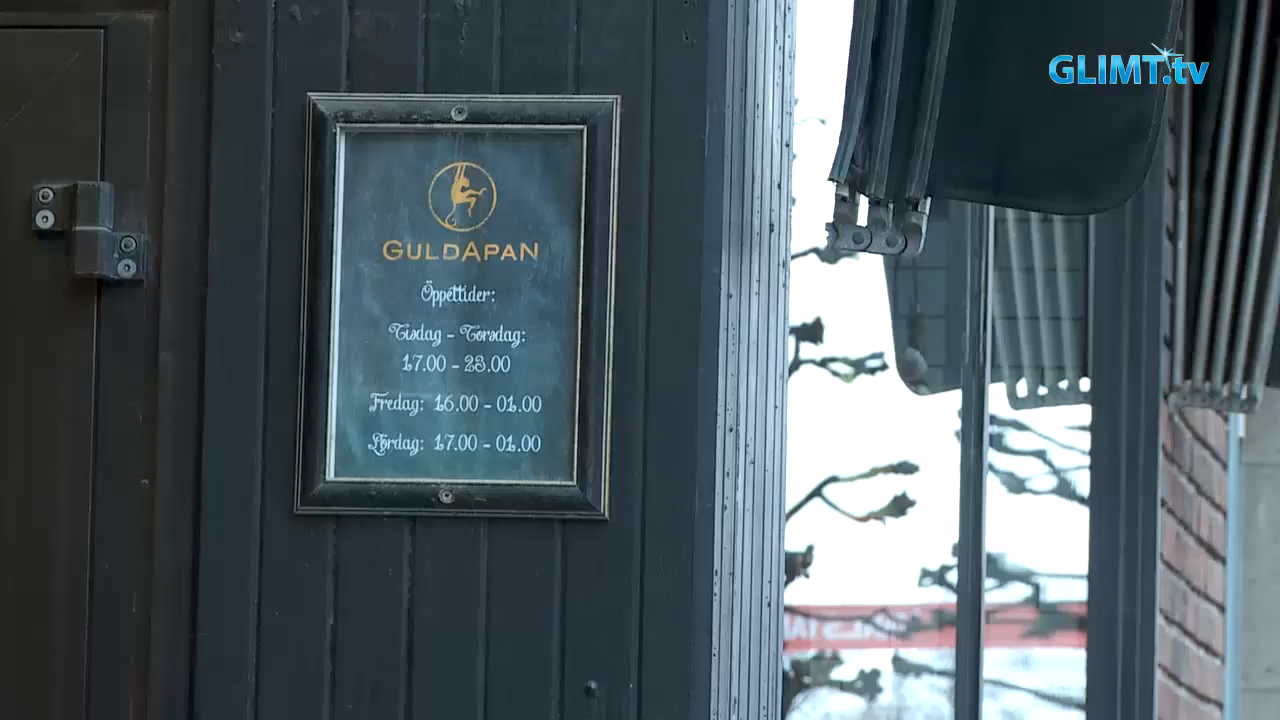 GLIMT.tv
GULDAPAN
Öppettider:
Tisdag - Torsdag:
17.00 - 23.00
Fredag: 16.00 - 01.00
Lördag: 17.00 - 01.00